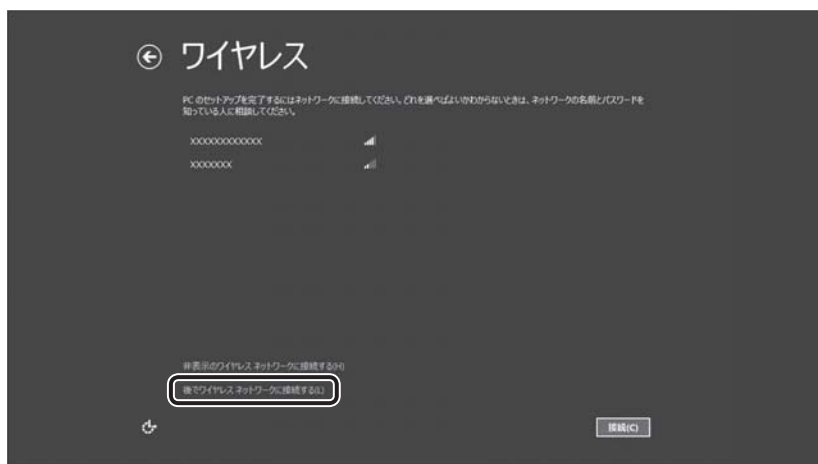 ワイヤレス
PC のセットアップを完了するにはネットワークに接続してください。どれを選べばよいかわからないときは、ネットワークの名前とパスワードを
知っている人に相談してください。
XXXXXXXXXXXXX
XXXXXXX
非表示のワイヤレス ネットワークに接続する(H)
後でワイヤレス ネットワークに接続する(L)
接続(C)